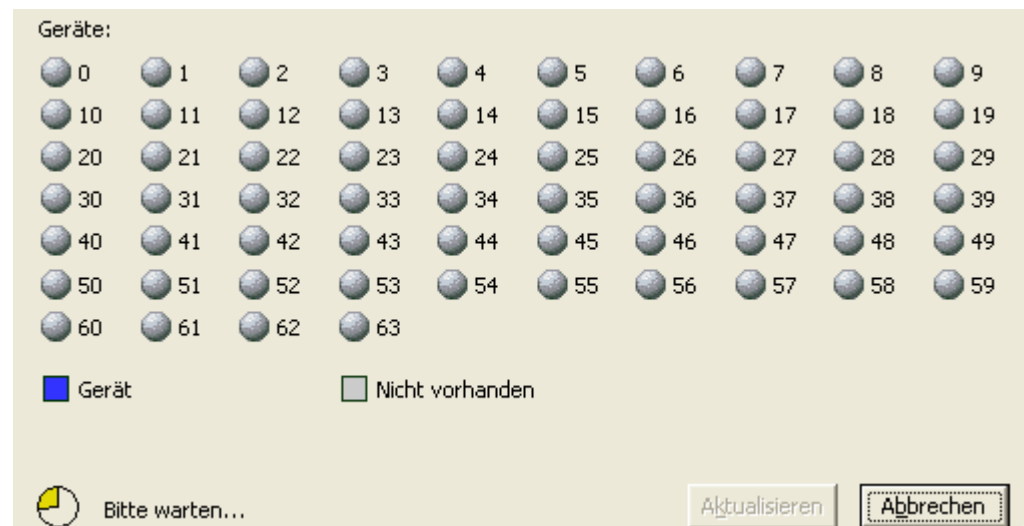 Geräte:
0 1 2 3 4 5 6 7 8 9
10 11 12 13 14 15 16 17 18 19
20 21 22 23 24 25 26 27 28 29
30 31 32 33 34 35 36 37 38 39
40 41 42 43 44 45 46 47 48 49
50 51 52 53 54 55 56 57 58 59
60 61 62 63
Gerät Nicht vorhanden
Bitte warten... Aktualisieren Abbrechen